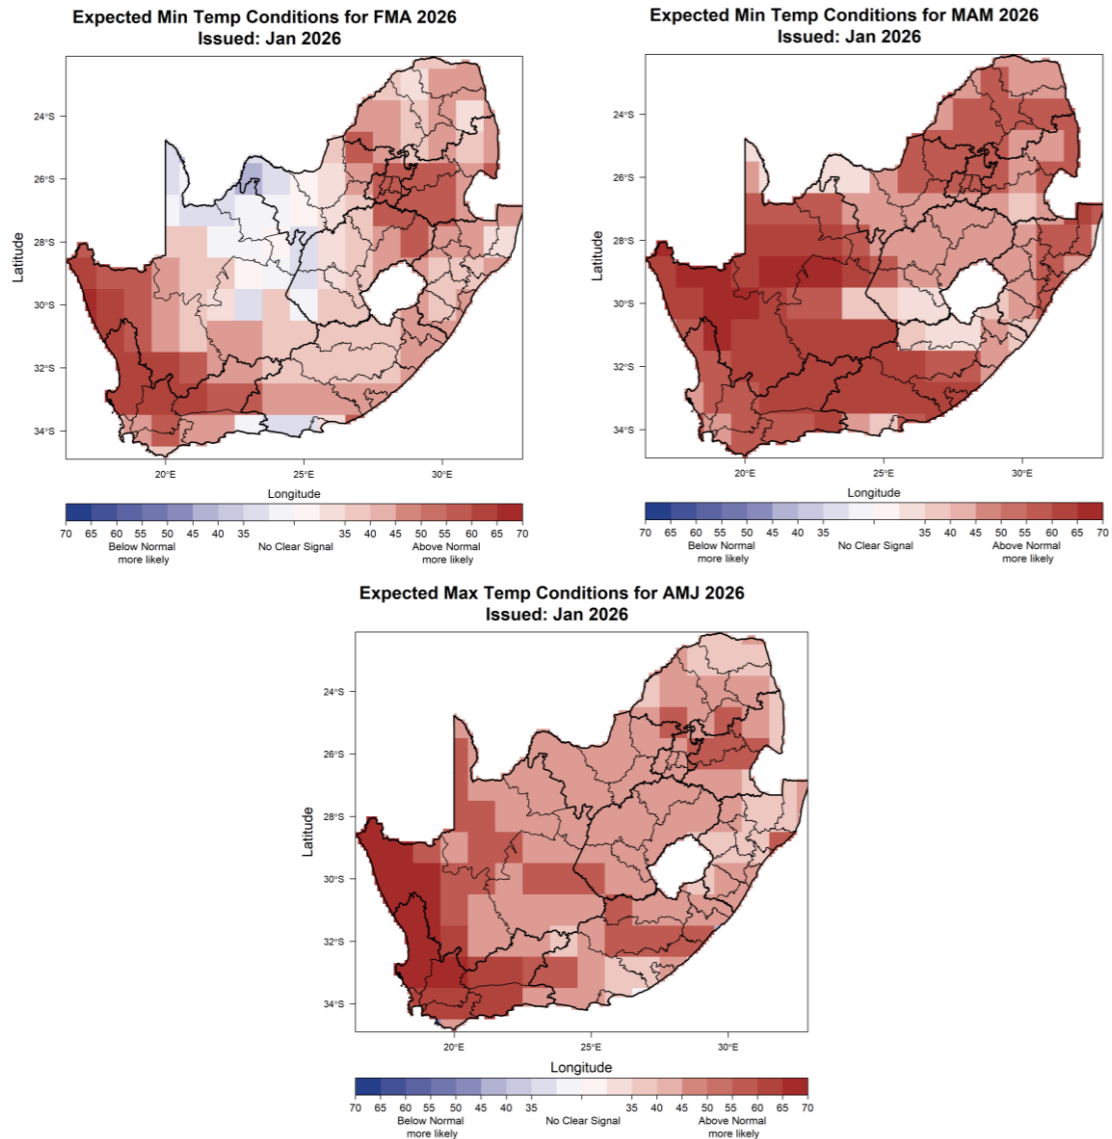 Expected Min Temp Conditions for FMA 2026
Issued: Jan 2026
Latitude
24°S
26°S
28°S
30°S
32°S
34°S
20°E 25°E 30°E
Longitude
70 65 60 55 50 45 40 35 35 40 45 50 55 60 65 70
Below Normal No Clear Signal Above Normal
more likely more likely
Expected Min Temp Conditions for MAM 2026
Issued: Jan 2026
Latitude
24°S
26°S
28°S
30°S
32°S
34°S
20°E 25°E 30°E
Longitude
70 65 60 55 50 45 40 35 35 40 45 50 55 60 65 70
Below Normal No Clear Signal Above Normal
more likely more likely
Expected Max Temp Conditions for AMJ 2026
Issued: Jan 2026
Latitude
24°S
26°S
28°S
30°S
32°S
34°S
20°E 25°E 30°E
Longitude
70 65 60 55 50 45 40 35 35 40 45 50 55 60 65 70
Below Normal No Clear Signal Above Normal
more likely more likely